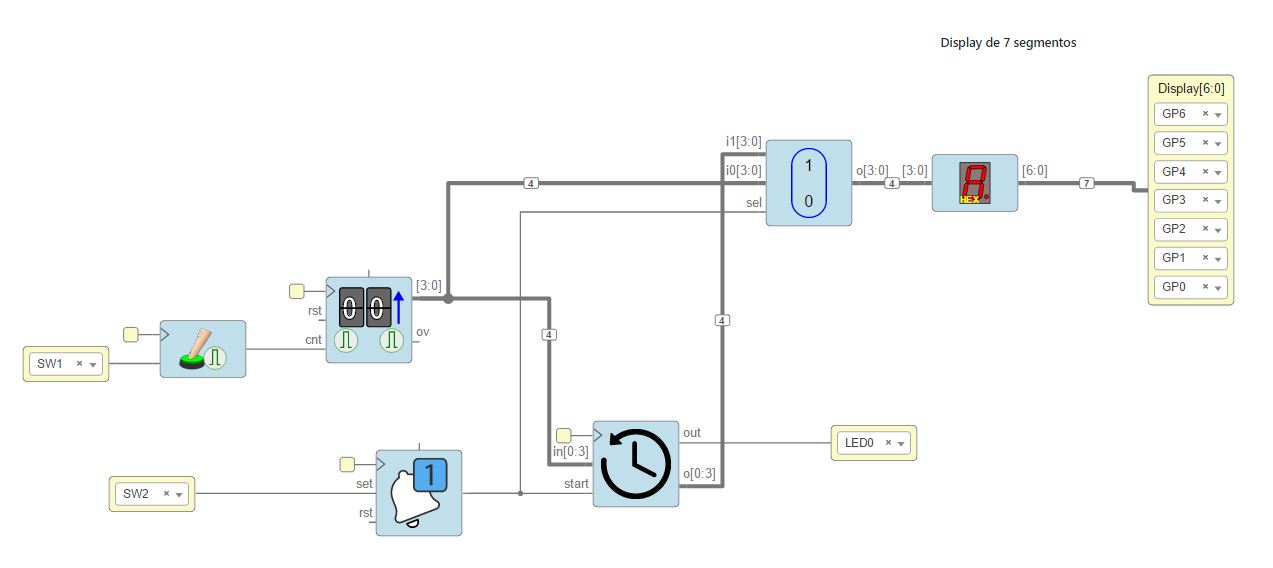 Display de 7 segmentos
Display[6:0]
GP6
GP5
GP4
GP3
GP2
GP1
GP0
i1[3:0]
i0[3:0]
sel
1
0
o[3:0]
4
[3:0]
HEX
[6:0]
7
4
[3:0]
rst
cnt
ov
00
4
4
SW1
SW2
set
rst
1
in[0:3]
start
out
o[0:3]
LED0